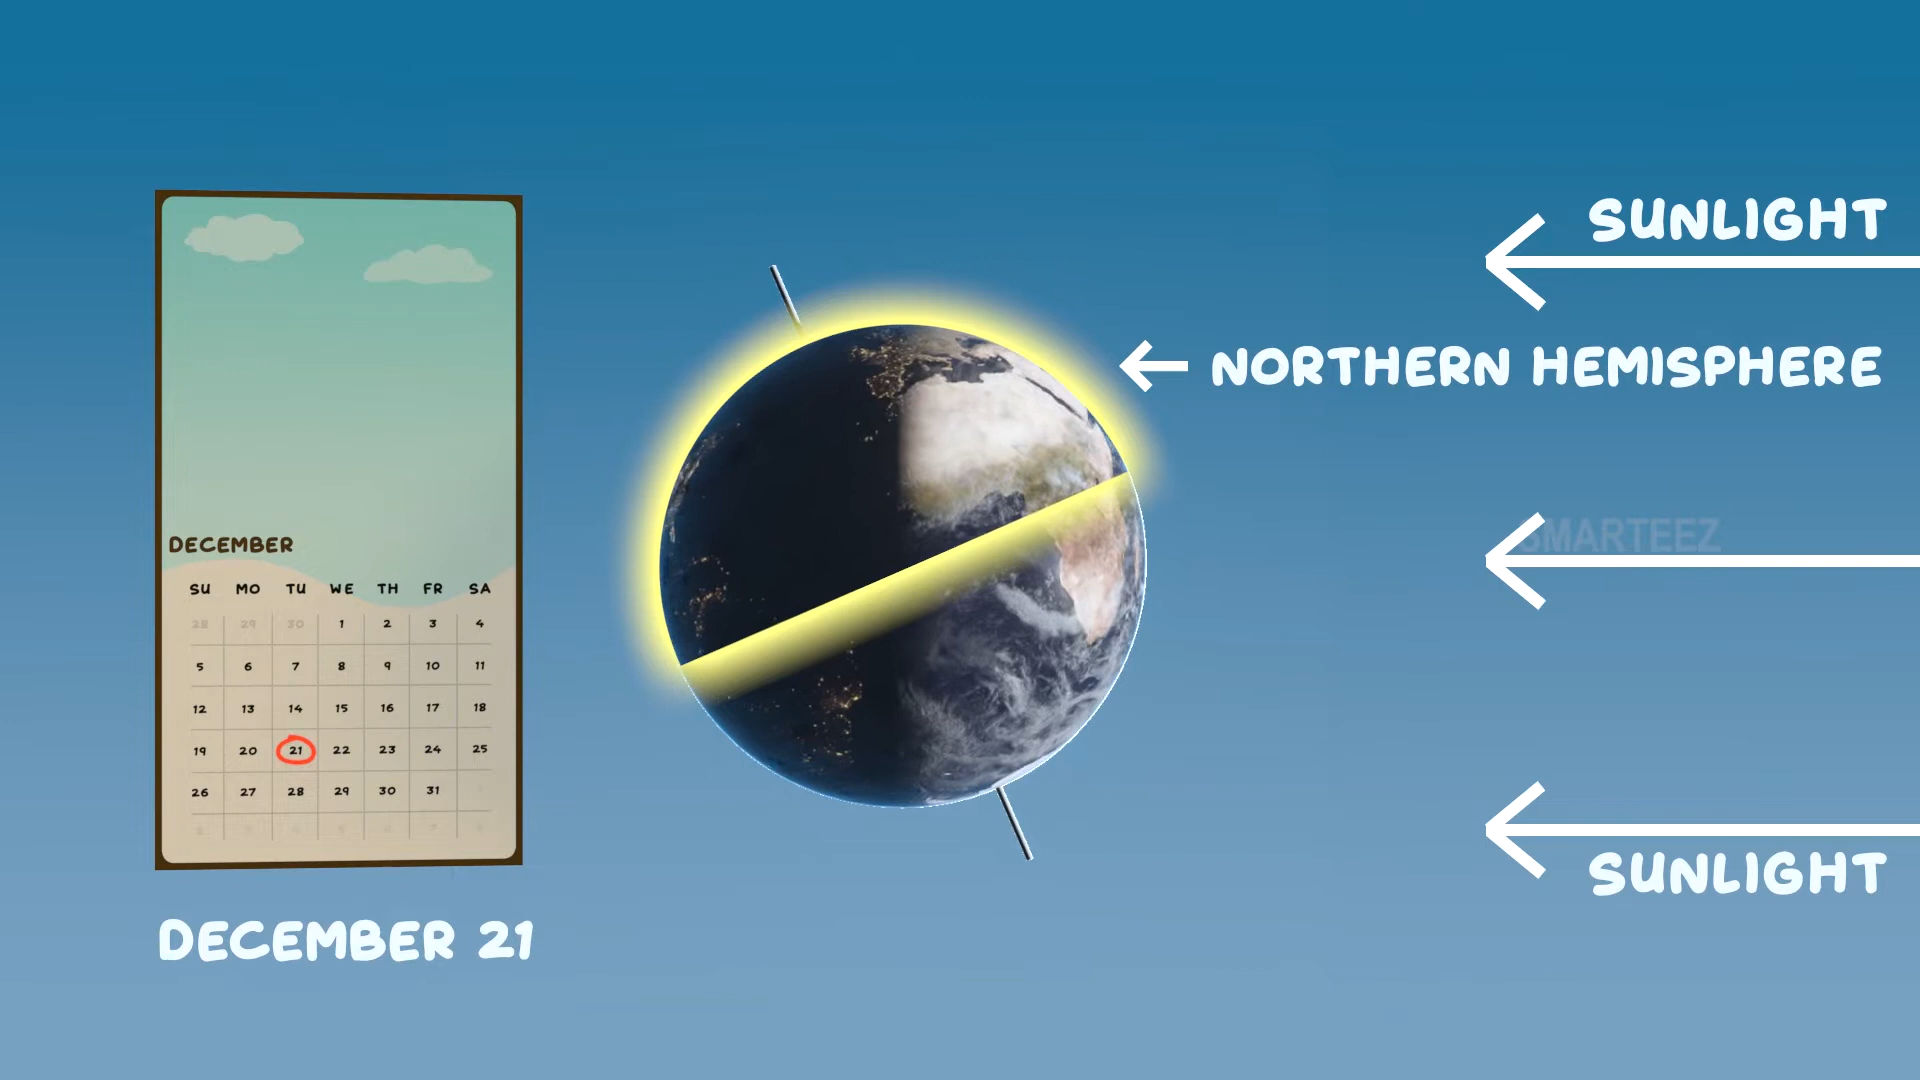 SUNLIGHT
NORTHERN HEMISPHERE
SMARTEEZ
DECEMBER
SU MO TU WE TH FR SA
28 29 30 1 2 3 4
5 6 7 8 9 10 11
12 13 14 15 16 17 18
19 20 21 22 23 24 25
26 27 28 29 30 31
SUNLIGHT
DECEMBER 21